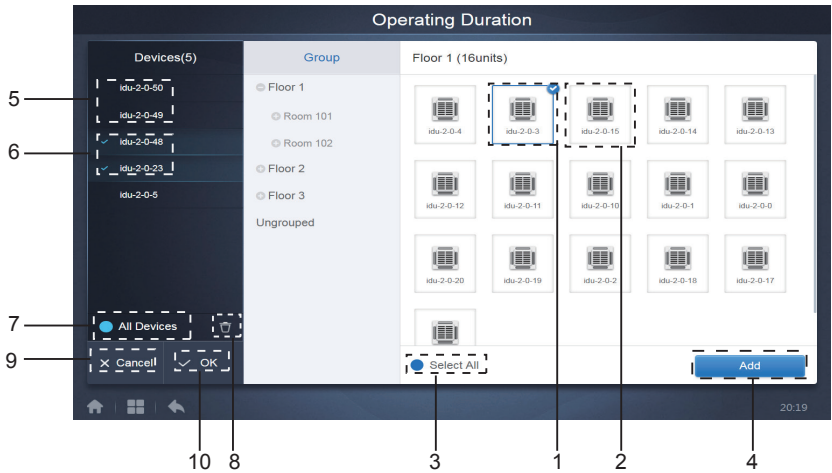 Operating Duration
Devices(5)
Group
Floor 1 (16units)
5
idu-2-0-50
idu-2-0-49
6
idu-2-0-48
idu-2-0-23
idu-2-0-5
Floor 1
Room 101
Room 102
Floor 2
Floor 3
Ungrouped
idu-2-0-4
idu-2-0-3
idu-2-0-15
idu-2-0-14
idu-2-0-13
idu-2-0-12
idu-2-0-11
idu-2-0-10
idu-2-0-1
idu-2-0-0
idu-2-0-20
idu-2-0-19
idu-2-0-2
idu-2-0-18
idu-2-0-17
7
All Devices
9
Cancel
OK
Select All
Add
20:19
10
8
3
1
2
4